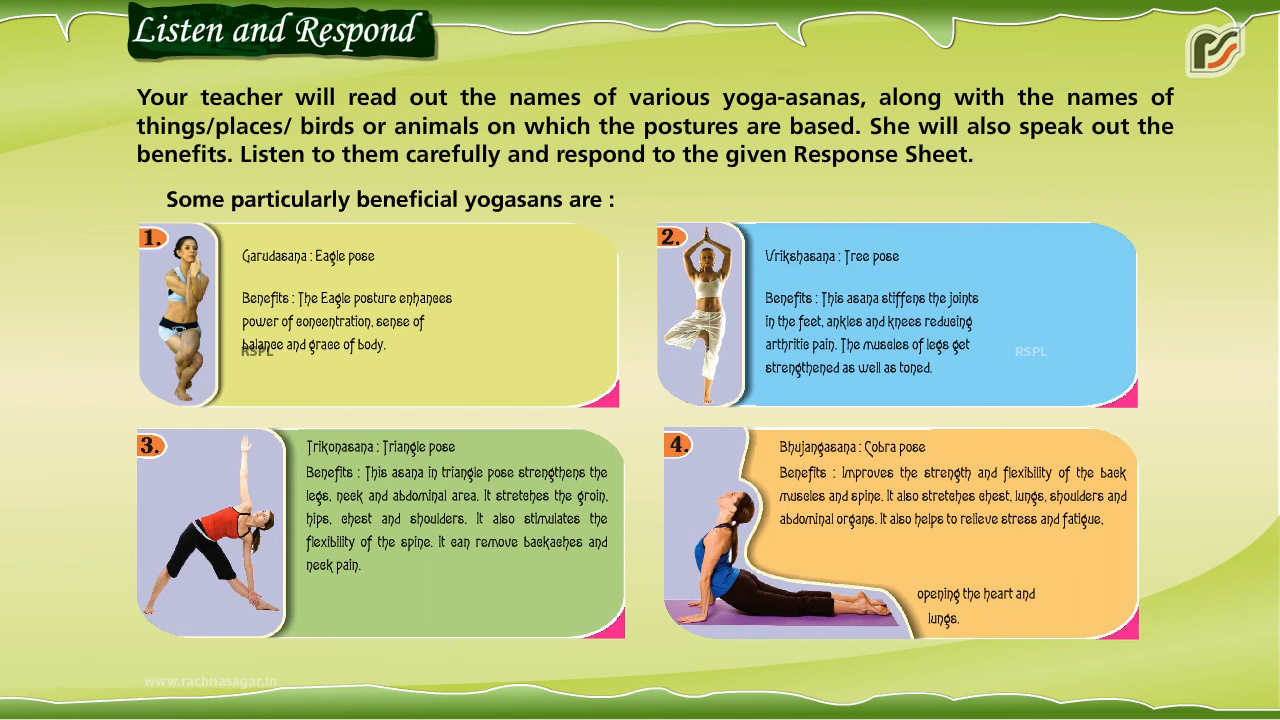 Listen and Respond
Your teacher will read out the names of various yoga-asanas, along with the names of
things/places/ birds or animals on which the postures are based. She will also speak out the
benefits. Listen to them carefully and respond to the given Response Sheet.
Some particularly beneficial yogasans are :
1.
Garudasana : Eagle pose
Benefits : The Eagle posture enhances
power of concentration, sense of
balance and grace of body.
RSPL
2.
Vrikshasana : Tree pose
Benefits : This asana stiffens the joints
in the feet, ankles and knees reducing
arthritic pain. The muscles of legs get
strengthened as well as toned.
RSPL
3.
Trikonasana : Triangle pose
Benefits : This asana in triangle pose strengthens the
legs, neck and abdominal area. It stretches the groin,
hips, chest and shoulders. It also stimulates the
flexibility of the spine. It can remove backaches and
neck pain.
4.
Bhujangasana : Cobra pose
Benefits : Improves the strength and flexibility of the back
muscles and spine. It also stretches chest, lungs, shoulders and
abdominal organs. It also helps to relieve stress and fatigue,
opening the heart and
lungs.
www.rachnasagar.in